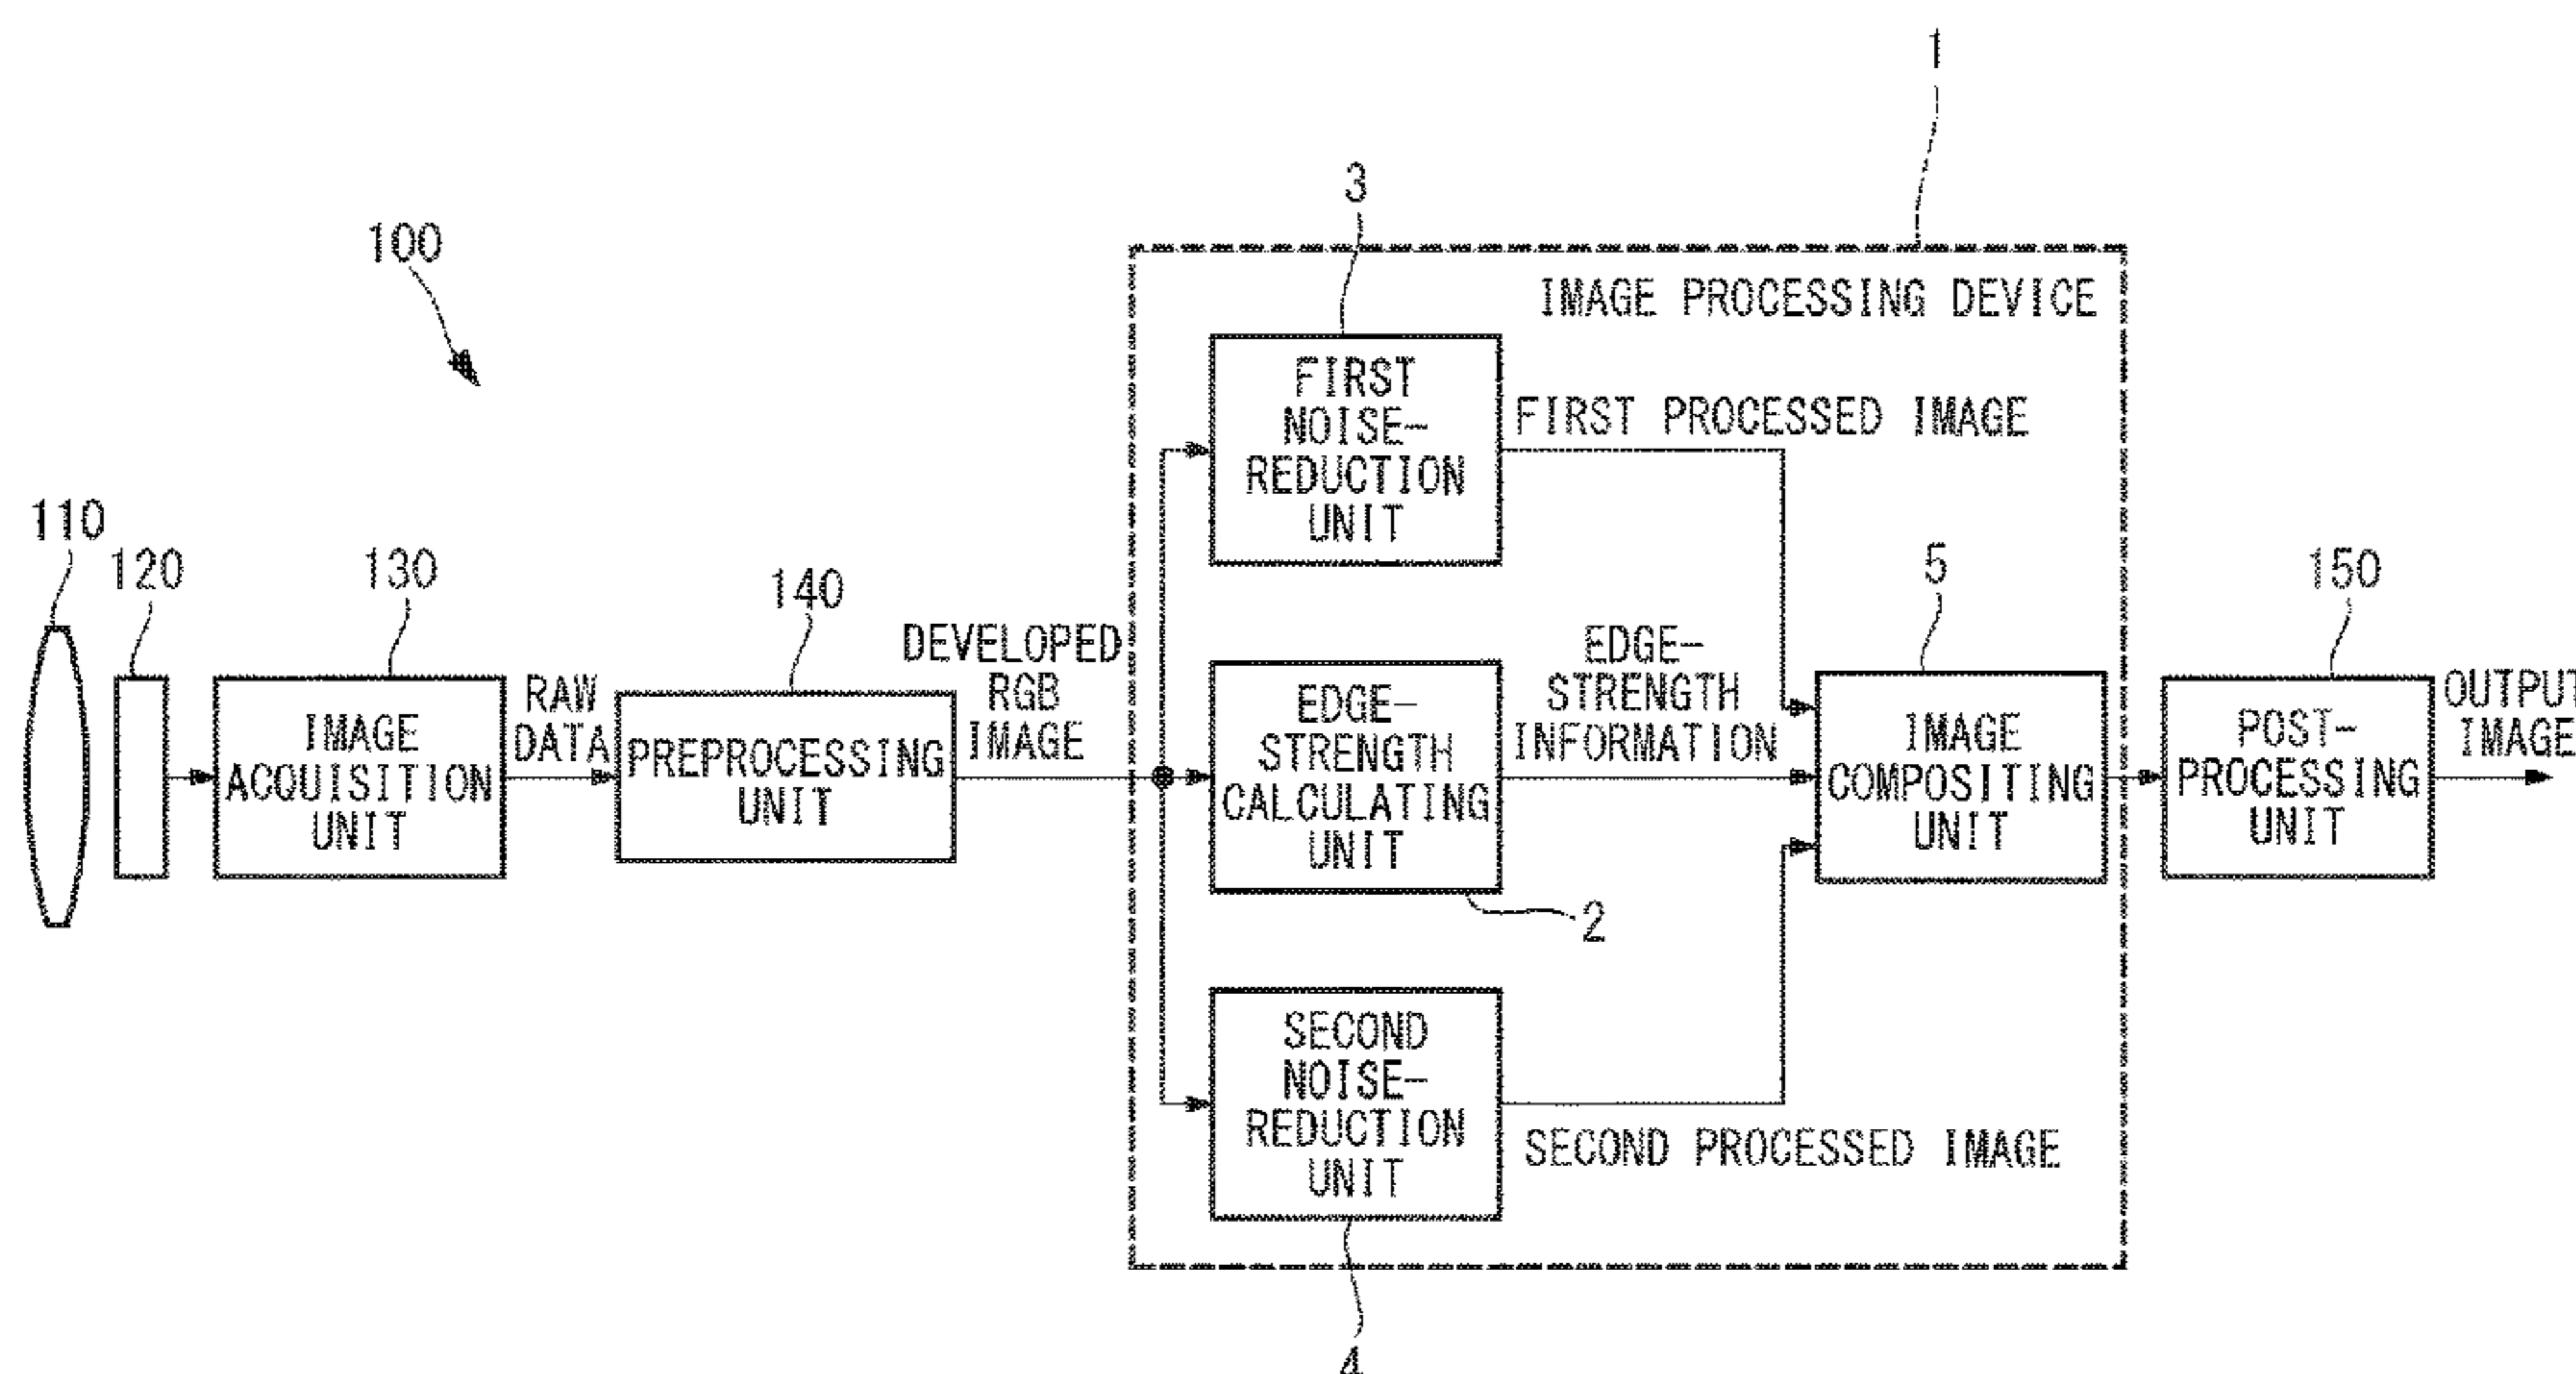 1
3
100
IMAGE PROCESSING DEVICE
FIRST
NOISE-
REDUCTION
UNIT
FIRST PROCESSED IMAGE
110
120
130
140
5
150
DEVELOPED
RGB
IMAGE
RAW
DATA
IMAGE
ACQUISITION
UNIT
PREPROCESSING
UNIT
EDGE-
STRENGTH
CALCULATING
UNIT
EDGE-
STRENGTH
INFORMATION
IMAGE
COMPOSITING
UNIT
POST-
PROCESSING
UNIT
OUTPUT
IMAGE
2
SECOND
NOISE-
REDUCTION
UNIT
SECOND PROCESSED IMAGE
4